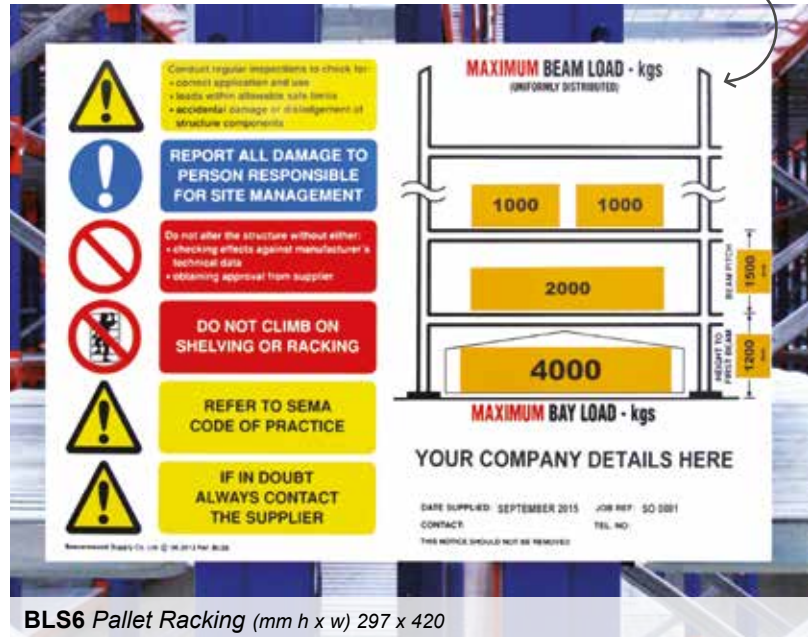 Conduct regular inspections to check for:
• correct application and use
• loads within allowable safe limits
• accidental damage or dislodgement of
structure components
REPORT ALL DAMAGE TO
PERSON RESPONSIBLE
FOR SITE MANAGEMENT
Do not alter the structure without either:
• checking effects against manufacturer's
technical data
• obtaining approval from supplier
DO NOT CLIMB ON
SHELVING OR RACKING
REFER TO SEMA
CODE OF PRACTICE
IF IN DOUBT
ALWAYS CONTACT
THE SUPPLIER
MAXIMUM BEAM LOAD - kgs
(UNIFORMLY DISTRIBUTED)
1000 1000
2000
4000
BEAM PITCH
1500
HEIGHT TO
FIRST BEAM
1200
MAXIMUM BAY LOAD - kgs
YOUR COMPANY DETAILS HERE
DATE SUPPLIED: SEPTEMBER 2015 JOB REF: SO 0001
CONTACT: TEL. NO:
THIS NOTICE SHOULD NOT BE REMOVED
Supply Co. Ltd ©
BLS6 Pallet Racking (mm h x w) 297 x 420